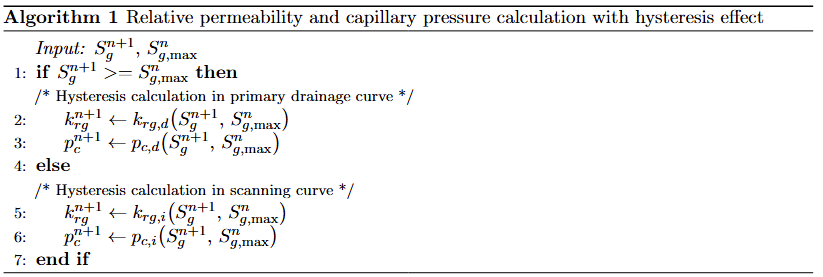 Algorithm 1 Relative permeability and capillary pressure calculation with hysteresis effect
Input: $S_g^{n+1}$, $S_{g,\max}^n$
1: if $S_g^{n+1}$ >= $S_{g,\max}^n$ then
/* Hysteresis calculation in primary drainage curve */
2: $k_{rg}^{n+1} \leftarrow k_{rg,d}(S_g^{n+1}, S_{g,\max}^n)$
3: $p_c^{n+1} \leftarrow p_{c,d}(S_g^{n+1}, S_{g,\max}^n)$
4: else
/* Hysteresis calculation in scanning curve */
5: $k_{rg}^{n+1} \leftarrow k_{rg,i}(S_g^{n+1}, S_{g,\max}^n)$
6: $p_c^{n+1} \leftarrow p_{c,i}(S_g^{n+1}, S_{g,\max}^n)$
7: end if